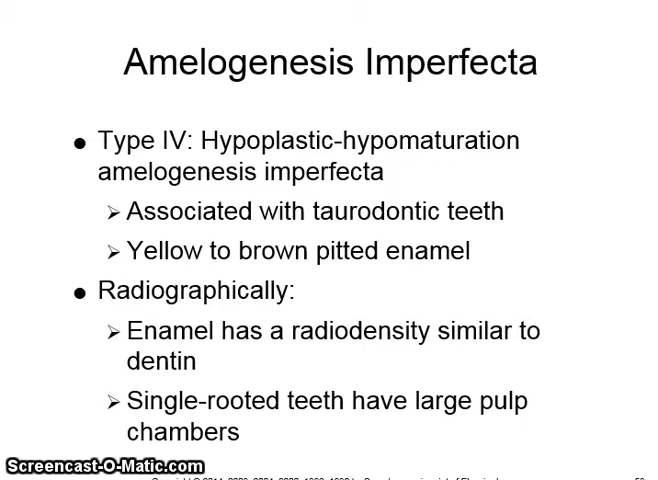 Amelogenesis Imperfecta
● Type IV: Hypoplastic-hypomaturation
amelogenesis imperfecta
➢ Associated with taurodontic teeth
➢ Yellow to brown pitted enamel
● Radiographically:
➢ Enamel has a radiodensity similar to
dentin
➢ Single-rooted teeth have large pulp
chambers
Screencast-O-Matic.com